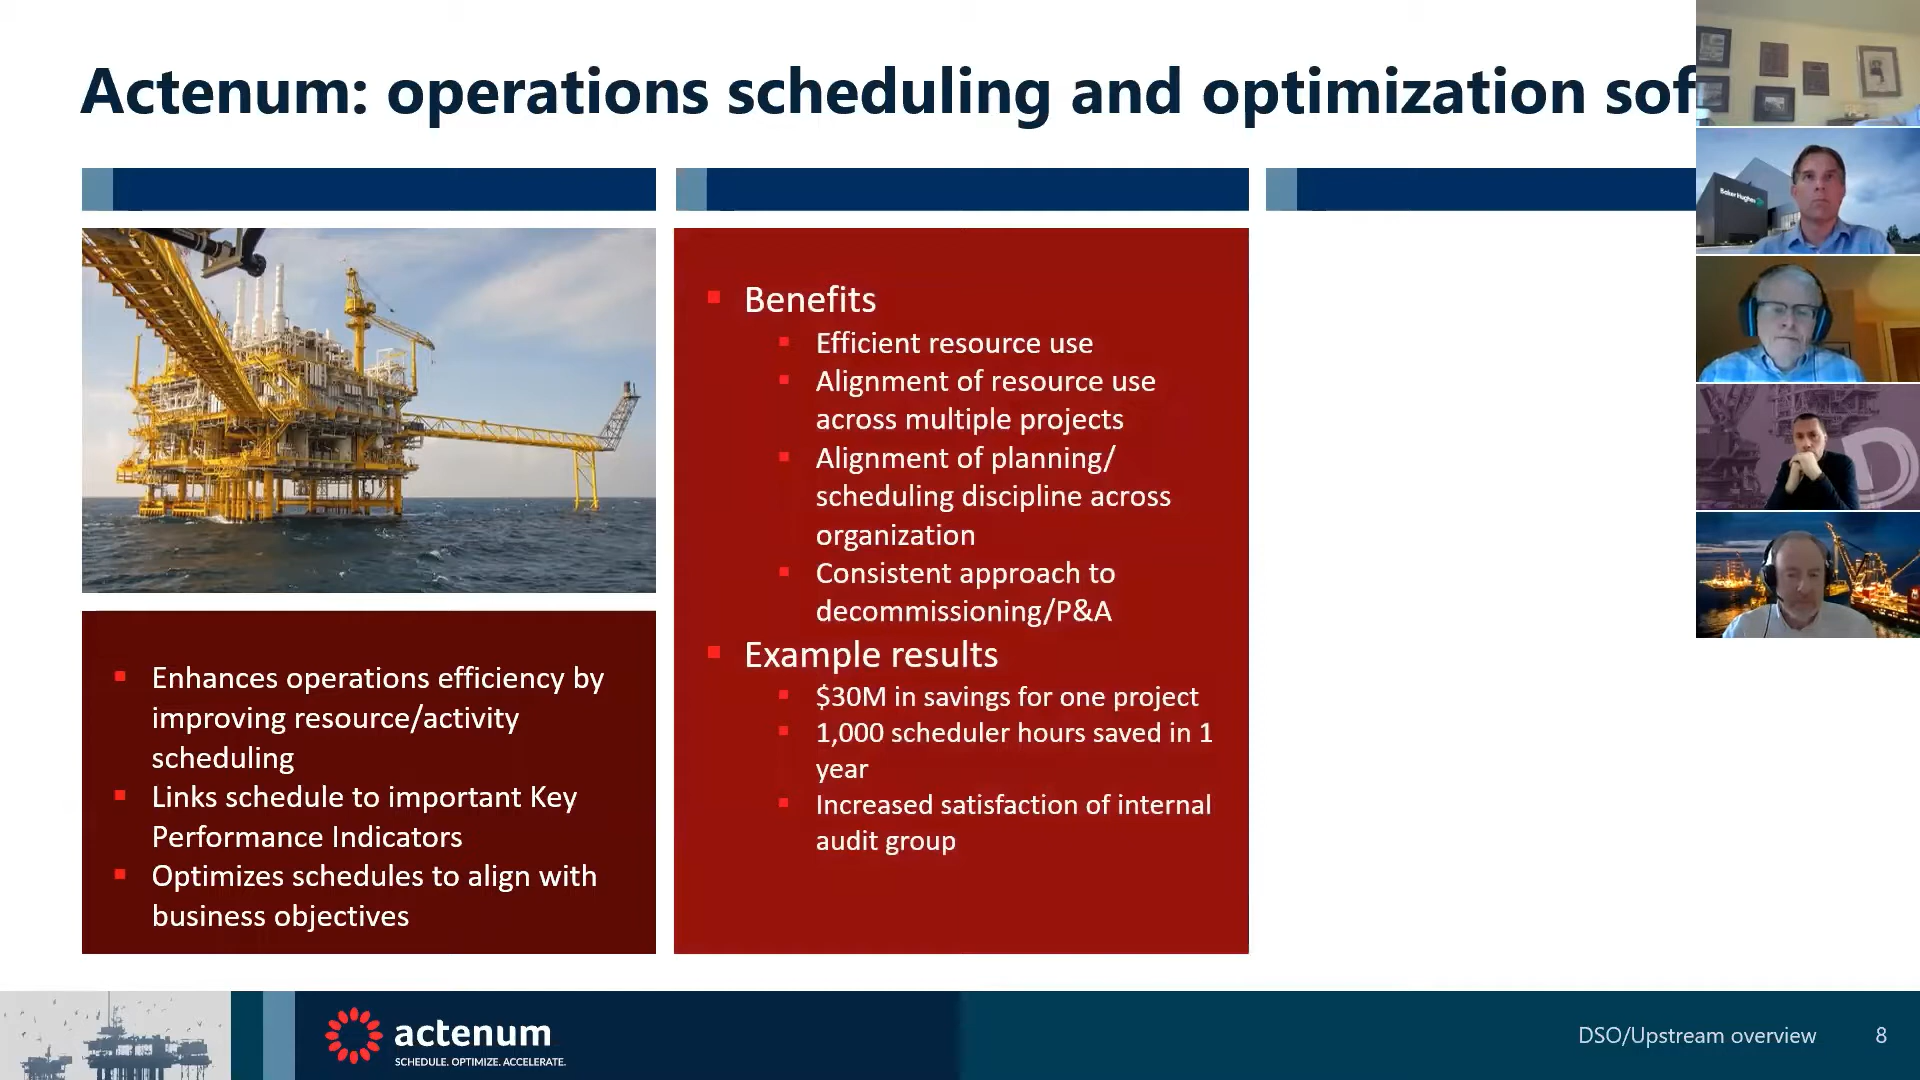 Actenum: operations scheduling and optimization sof
Enhances operations efficiency by
improving resource/activity
scheduling
Links schedule to important Key
Performance Indicators
Optimizes schedules to align with
business objectives
Benefits
Efficient resource use
Alignment of resource use
across multiple projects
Alignment of planning/
scheduling discipline across
organization
Consistent approach to
decommissioning/P&A
Example results
$30M in savings for one project
1,000 scheduler hours saved in 1
year
Increased satisfaction of internal
audit group
Baker Hughes
D
actenum
SCHEDULE. OPTIMIZE. ACCELERATE.
DSO/Upstream overview
8